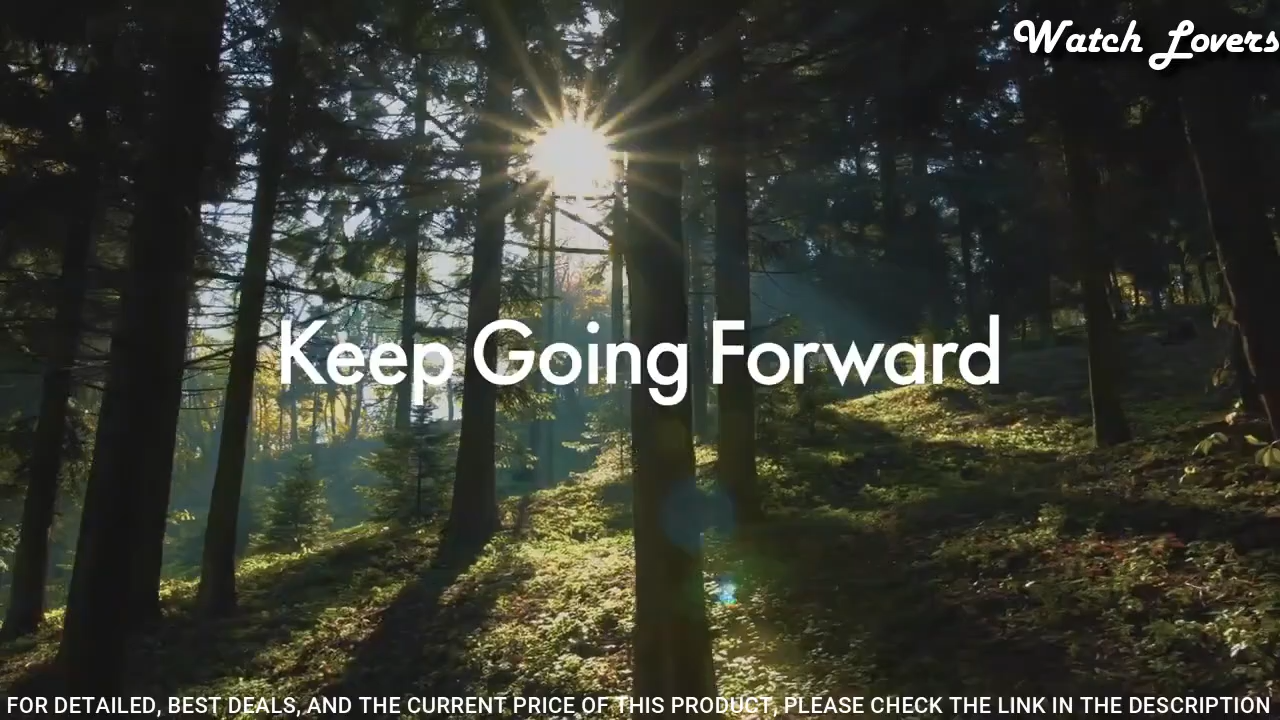 Watch Lovers
Keep Going Forward
FOR DETAILED, BEST DEALS, AND THE CURRENT PRICE OF THIS PRODUCT, PLEASE CHECK THE LINK IN THE DESCRIPTION